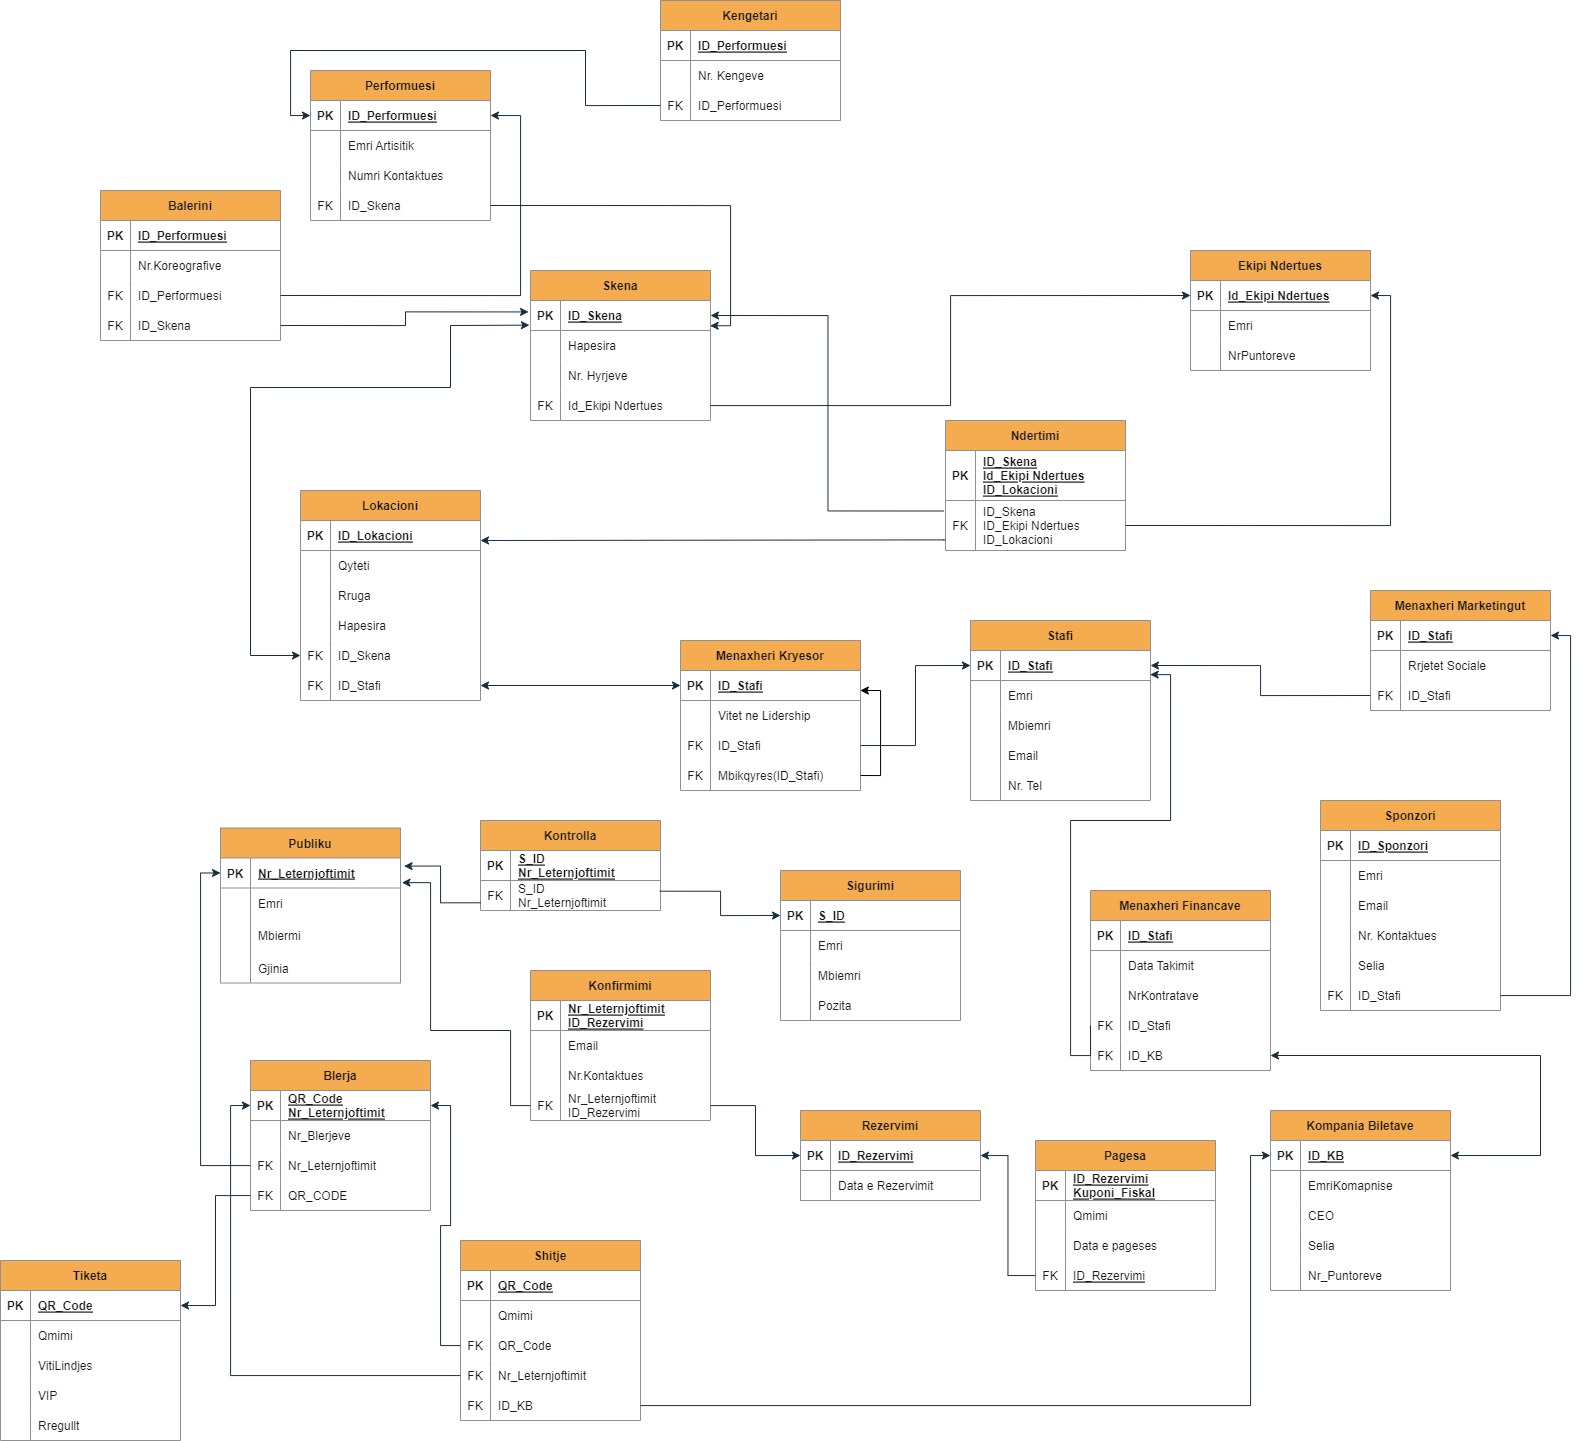 Kengetari
PK ID_Performuesi
Nr. Kengeve
FK ID_Performuesi
Performuesi
PK ID_Performuesi
Emri Artisitik
Numri Kontaktues
FK ID_Skena
Balerini
PK ID_Performuesi
Nr.Koreografive
FK ID_Performuesi
FK ID_Skena
Skena
PK ID_Skena
Hapesira
Nr. Hyrjeve
FK Id_Ekipi Ndertues
Ekipi Ndertues
PK Id_Ekipi Ndertues
Emri
NrPuntoreve
Ndertimi
ID_Skena
PK Id_Ekipi Ndertues
ID_Lokacioni
ID_Skena
FK ID_Ekipi Ndertues
ID_Lokacioni
Lokacioni
PK ID_Lokacioni
Qyteti
Rruga
Hapesira
FK ID_Skena
FK ID_Stafi
Menaxheri Kryesor
PK ID_Stafi
Vitet ne Lidership
FK ID_Stafi
FK Mbikqyres(ID_Stafi)
Stafi
PK ID_Stafi
Emri
Mbiemri
Email
Nr. Tel
Menaxheri Marketingut
PK ID_Stafi
Rrjetet Sociale
FK ID_Stafi
Sponzori
PK ID_Sponzori
Emri
Email
Nr. Kontaktues
Selia
FK ID_Stafi
Publiku
PK Nr_Leternjoftimit
Emri
Mbiermi
Gjinia
Kontrolla
PK S_ID
Nr_Leternjoftimit
FK S_ID
Nr_Leternjoftimit
Sigurimi
PK S_ID
Emri
Mbiemri
Pozita
Menaxheri Financave
PK ID_Stafi
Data Takimit
NrKontratave
FK ID_Stafi
FK ID_KB
Konfirmimi
PK Nr_Leternjoftimit
ID_Rezervimi
Email
Nr.Kontaktues
FK Nr_Leternjoftimit
ID_Rezervimi
Blerja
PK QR_Code
Nr_Leternjoftimit
Nr_Blerjeve
FK Nr_Leternjoftimit
FK QR_CODE
Rezervimi
PK ID_Rezervimi
Data e Rezervimit
Pagesa
PK ID_Rezervimi
Kuponi_Fiskal
Qmimi
Data e pageses
FK ID_Rezervimi
Kompania Biletave
PK ID_KB
EmriKomapnise
CEO
Selia
Nr_Puntoreve
Shitje
PK QR_Code
Qmimi
FK QR_Code
FK Nr_Leternjoftimit
FK ID_KB
Tiketa
PK QR_Code
Qmimi
VitiLindjes
VIP
Rregullt